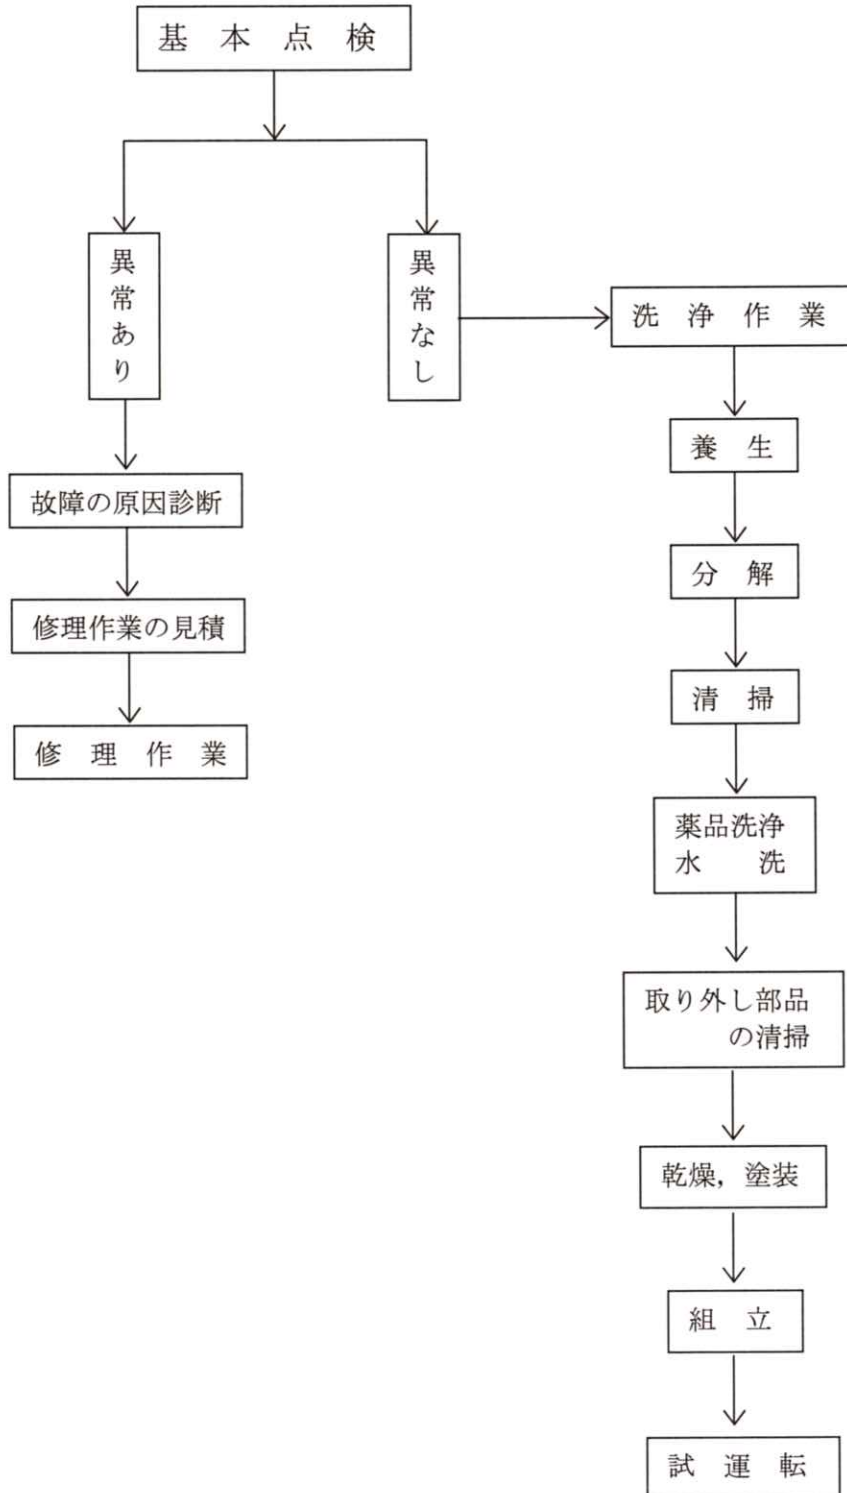 基本点検
異常あり
異常なし
洗浄作業
故障の原因診断
修理作業の見積
修理作業
養生
分解
清掃
薬品洗浄
水洗
取り外し部品
の清掃
乾燥，塗装
組立
試運転